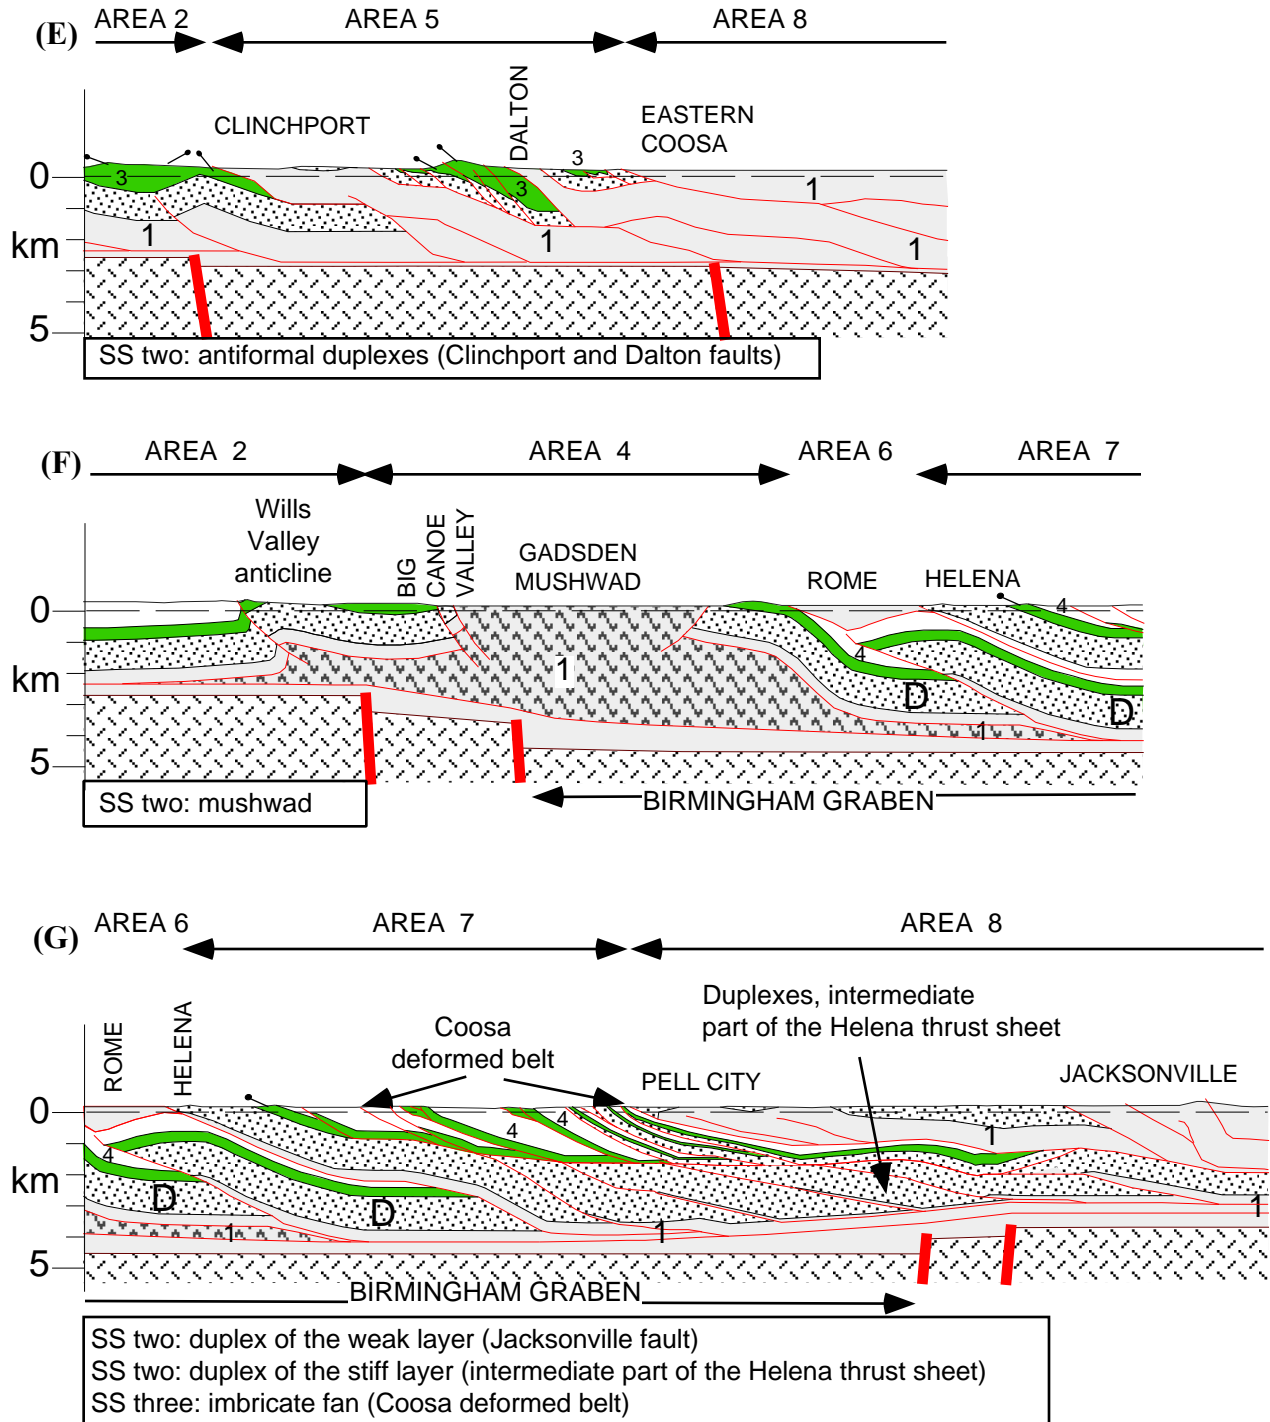 (E)
AREA 2
AREA 5
AREA 8
CLINCHPORT
DALTON
EASTERN
COOSA
0
km
5
3
1
3
1
3
1
1
SS two: antiformal duplexes (Clinchport and Dalton faults)
(F)
AREA 2
AREA 4
AREA 6
AREA 7
Wills
Valley
anticline
BIG
CANOE
VALLEY
GADSDEN
MUSHWAD
ROME
HELENA
0
km
5
1
4
4
D
D
1
SS two: mushwad
BIRMINGHAM GRABEN
(G)
AREA 6
AREA 7
AREA 8
ROME
HELENA
Coosa
deformed belt
Duplexes, intermediate
part of the Helena thrust sheet
PELL CITY
JACKSONVILLE
0
km
5
4
4
4
1
D
D
1
1
1
BIRMINGHAM GRABEN
SS two: duplex of the weak layer (Jacksonville fault)
SS two: duplex of the stiff layer (intermediate part of the Helena thrust sheet)
SS three: imbricate fan (Coosa deformed belt)